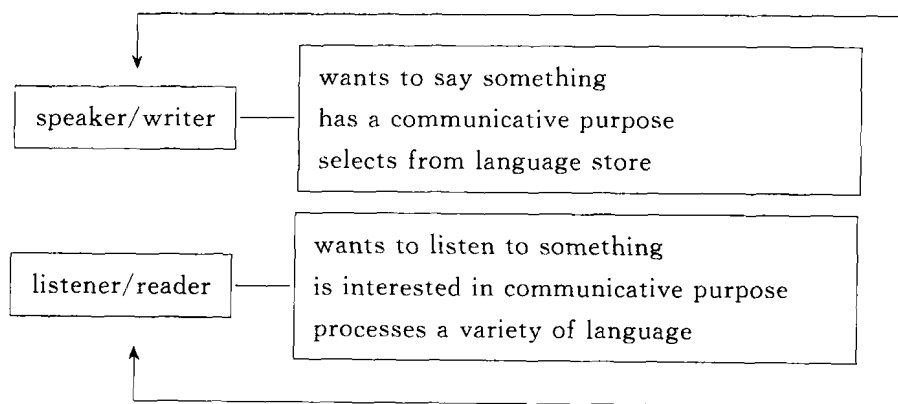 wants to say something
speaker/writer
has a communicative purpose
selects from language store
wants to listen to something
listener/reader
is interested in communicative purpose
processes a variety of language